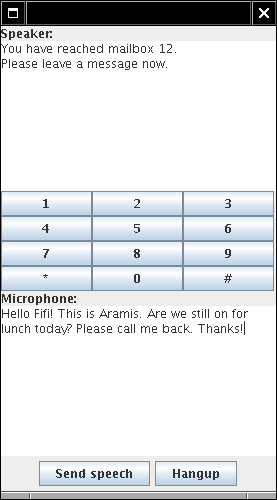 Speaker:
You have reached mailbox 12.
Please leave a message now.
1 2 3
4 5 6
7 8 9
* 0 #
Microphone:
Hello Fifi! This is Aramis. Are we still on for
lunch today? Please call me back. Thanks!
Send speech Hangup